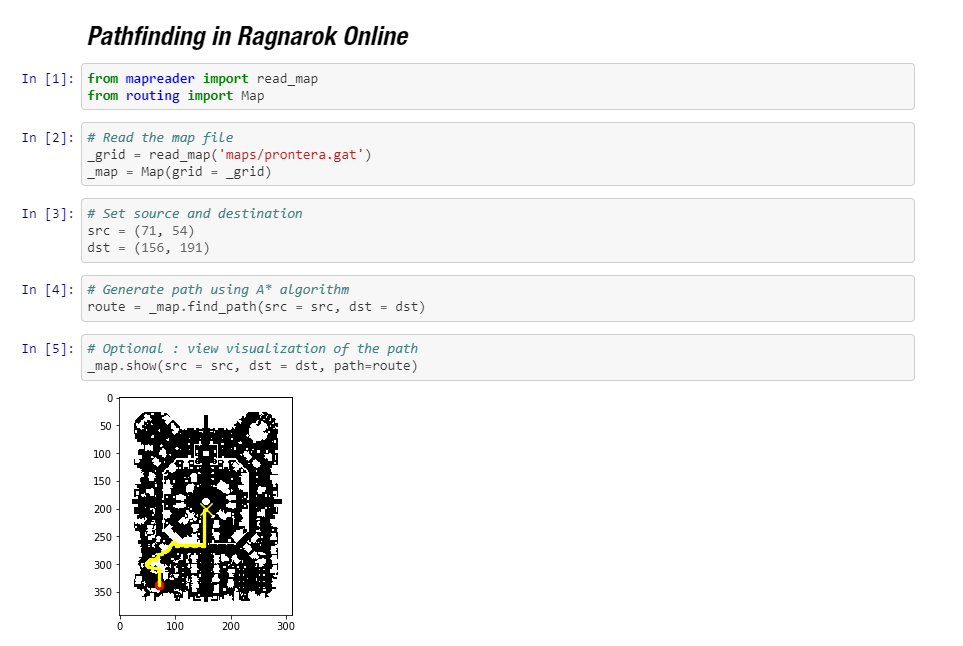 Pathfinding in Ragnarok Online
In [1]: from mapreader import read_map
from routing import Map
In [2]: # Read the map file
_grid = read_map('maps/prontera.gat')
_map = Map(grid = _grid)
In [3]: # Set source and destination
src = (71, 54)
dst = (156, 191)
In [4]: # Generate path using A* algorithm
route = _map.find_path(src = src, dst = dst)
In [5]: # Optional : view visualization of the path
_map.show(src = src, dst = dst, path=route)
0
50
100
150
200
250
300
350
0 100 200 300